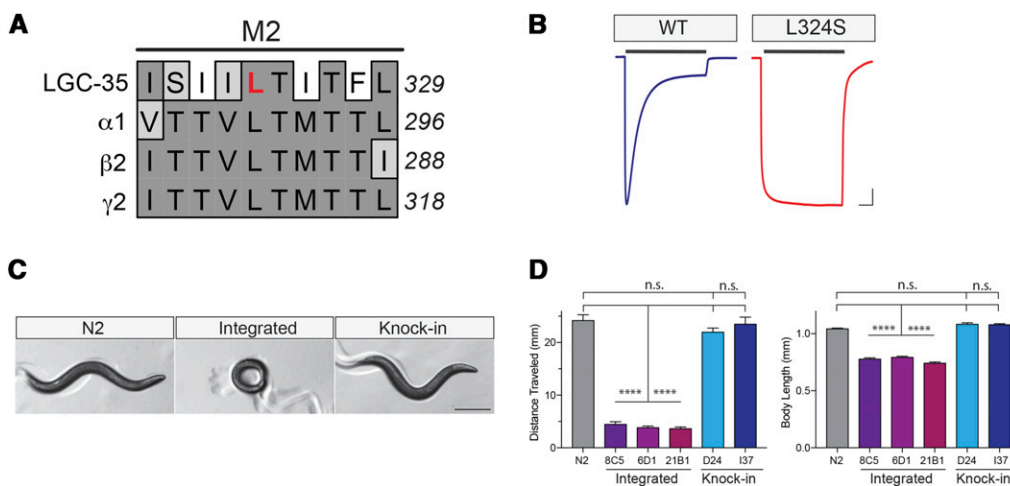 A
M2
LGC-35 I S I I L T I T F L 329
α1 V T T V L T M T T L 296
β2 I T T V L T M T T I 288
γ2 I T T V L T M T T L 318
B
WT L324S
C
N2 Integrated Knock-in
D
n.s. n.s.
**** ****
Distance Traveled (mm)
20
10
0
N2 8C5 6D1 21B1 D24 I37
Integrated Knock-in
n.s. n.s.
**** ****
Body Length (mm)
1.0
0.5
0.0
N2 8C5 6D1 21B1 D24 I37
Integrated Knock-in